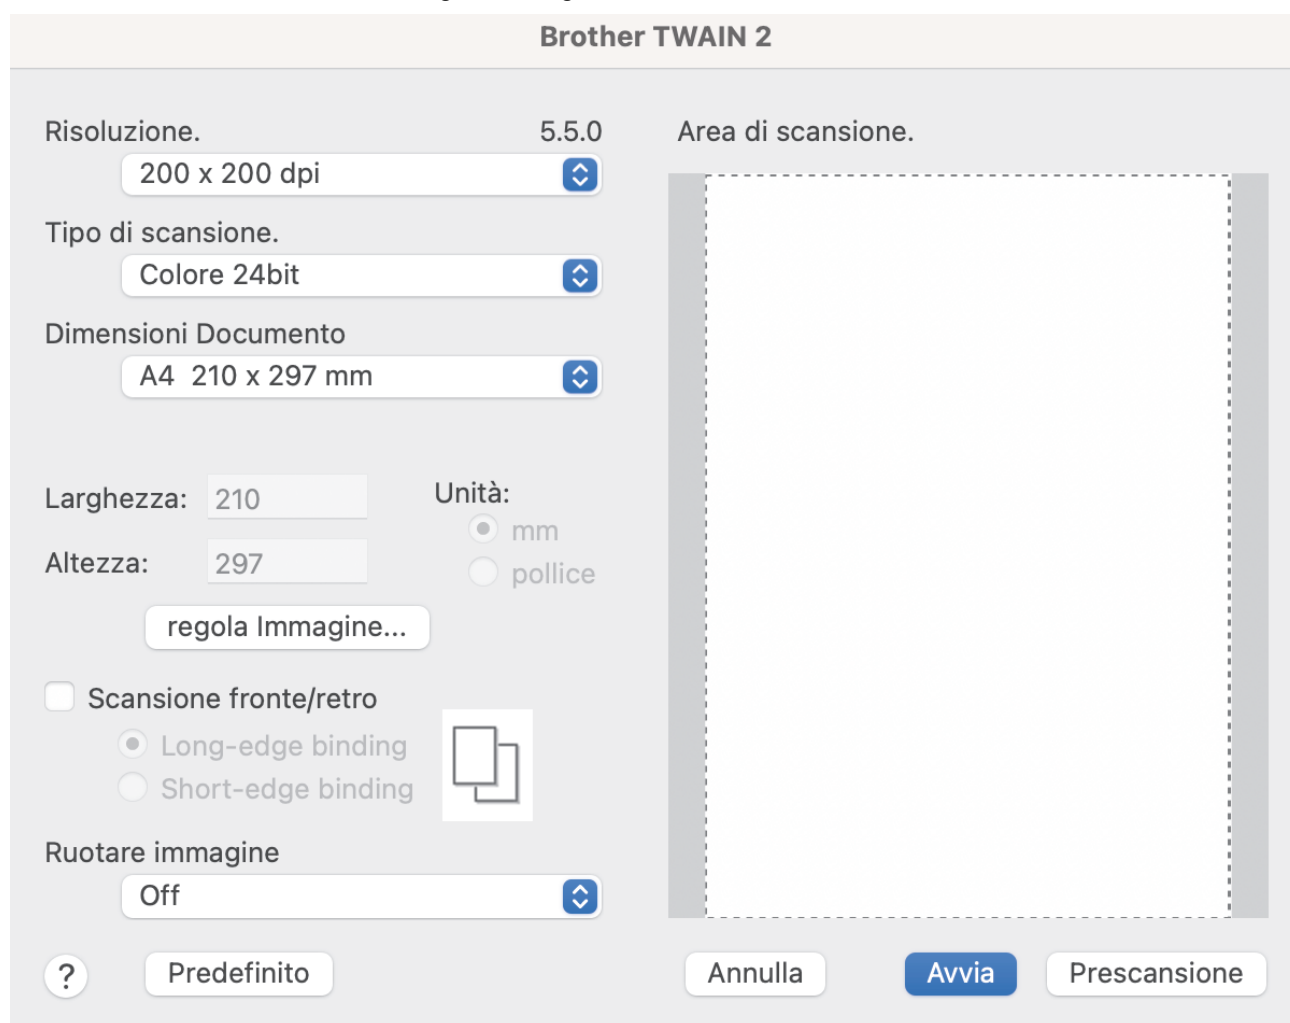 Brother TWAIN 2
Risoluzione. 5.5.0
200 x 200 dpi
Tipo di scansione.
Colore 24bit
Dimensioni Documento
A4 210 x 297 mm
Larghezza: 210
Altezza: 297
Unità:
mm
pollice
regola Immagine...
Scansione fronte/retro
Long-edge binding
Short-edge binding
Ruotare immagine
Off
? Predefinito
Area di scansione.
Annulla Avvia Prescansione